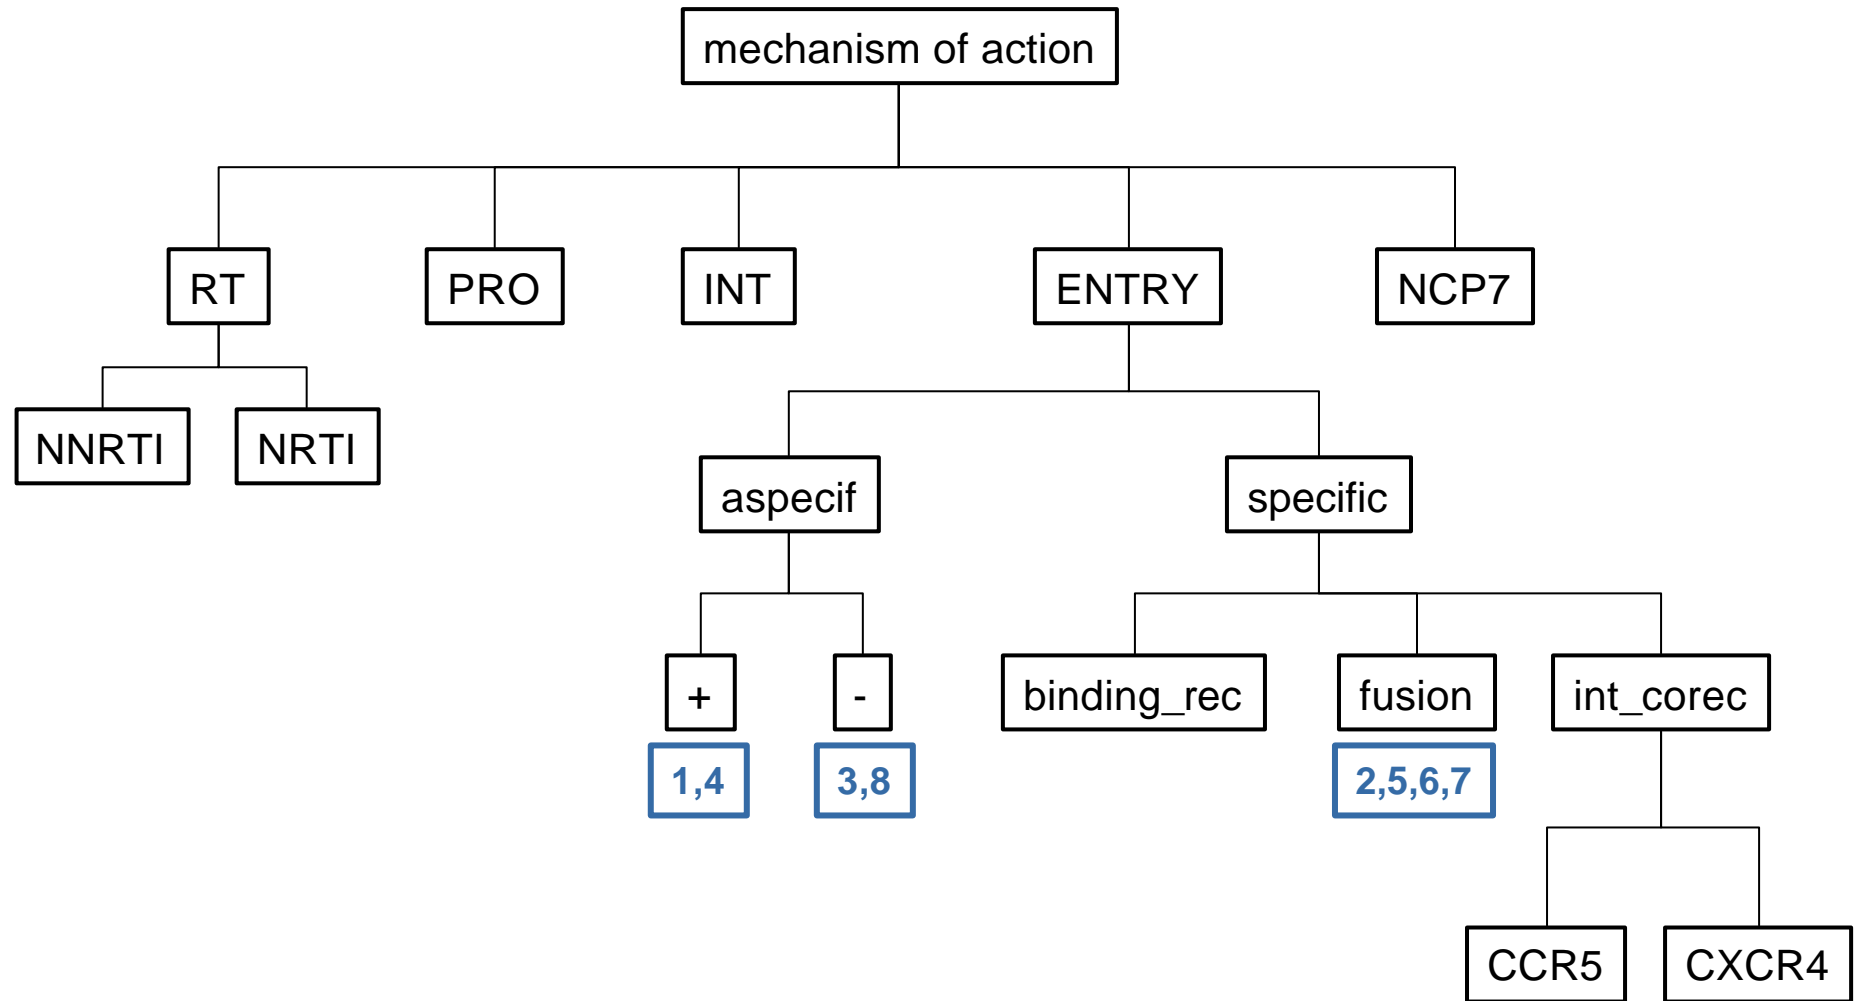 mechanism of action
RT
PRO
INT
ENTRY
NCP7
NNRTI
NRTI
aspecif
specific
+
-
binding_rec
fusion
int_corec
1,4
3,8
2,5,6,7
CCR5
CXCR4